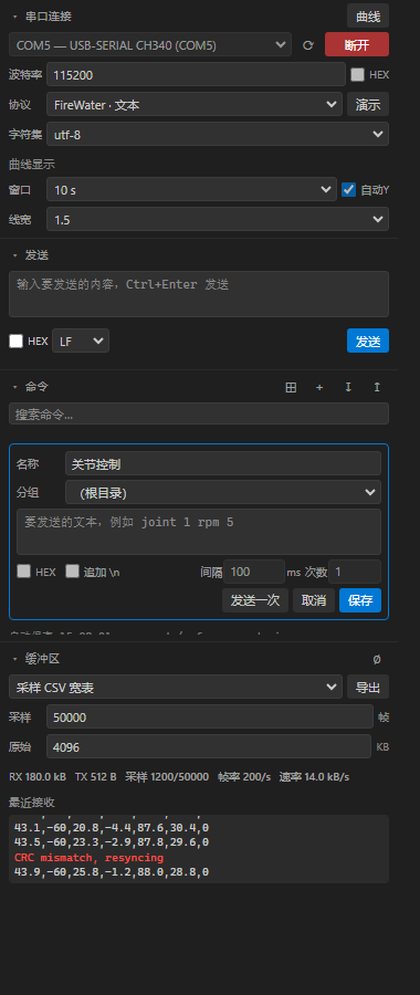 串口连接 曲线
COM5 — USB-SERIAL CH340 (COM5) 断开
波特率 115200 HEX
协议 FireWater · 文本 演示
字符集 utf-8
曲线显示
窗口 10 s 自动Y
线宽 1.5
发送
输入要发送的内容，Ctrl+Enter 发送
HEX LF 发送
命令
搜索命令...
名称 关节控制
分组 （根目录）
要发送的文本，例如 joint 1 rpm 5
HEX 追加 \n 间隔 100 ms 次数 1
发送一次 取消 保存
缓冲区
采样 CSV 宽表 导出
采样 50000 帧
原始 4096 KB
RX 180.0 kB TX 512 B 采样 1200/50000 帧率 200/s 速率 14.0 kB/s
最近接收
43.1,-60,20.8,-4.4,87.6,30.4,0
43.5,-60,23.3,-2.9,87.8,29.6,0
CRC mismatch, resyncing
43.9,-60,25.8,-1.2,88.0,28.8,0